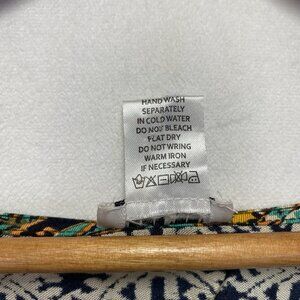 HAND WASH
SEPARATELY
IN COLD WATER
DO NOT BLEACH
FLAT DRY
DO NOT WRING
WARM IRON
IF NECESSARY